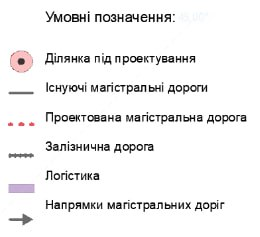 Умовні позначення:
Ділянка під проектування
Існуючі магістральні дороги
Проектована магістральна дорога
Залізнична дорога
Логістика
Напрямки магістральних доріг